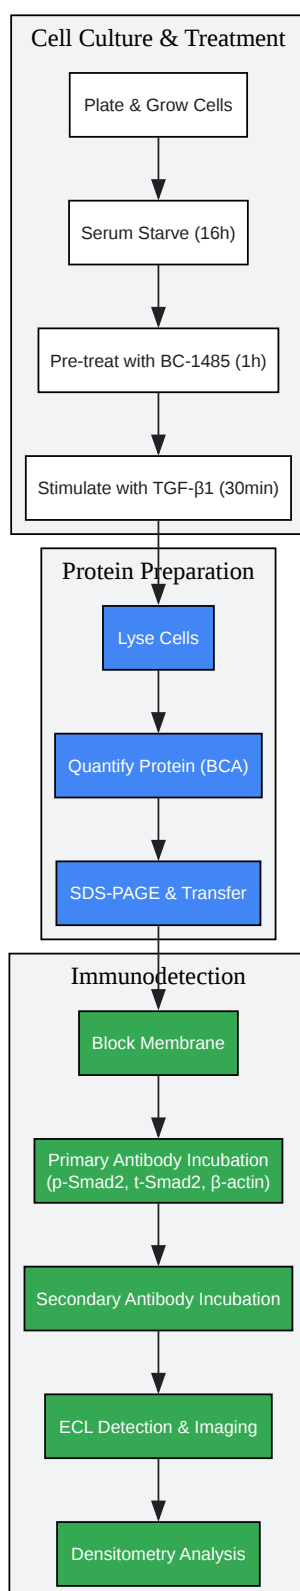 Cell Culture & Treatment
Plate & Grow Cells
Serum Starve (16h)
Pre-treat with BC-1485 (1h)
Stimulate with TGF-β1 (30min)
Protein Preparation
Lyse Cells
Quantify Protein (BCA)
SDS-PAGE & Transfer
Immunodetection
Block Membrane
Primary Antibody Incubation
(p-Smad2, t-Smad2, β-actin)
Secondary Antibody Incubation
ECL Detection & Imaging
Densitometry Analysis